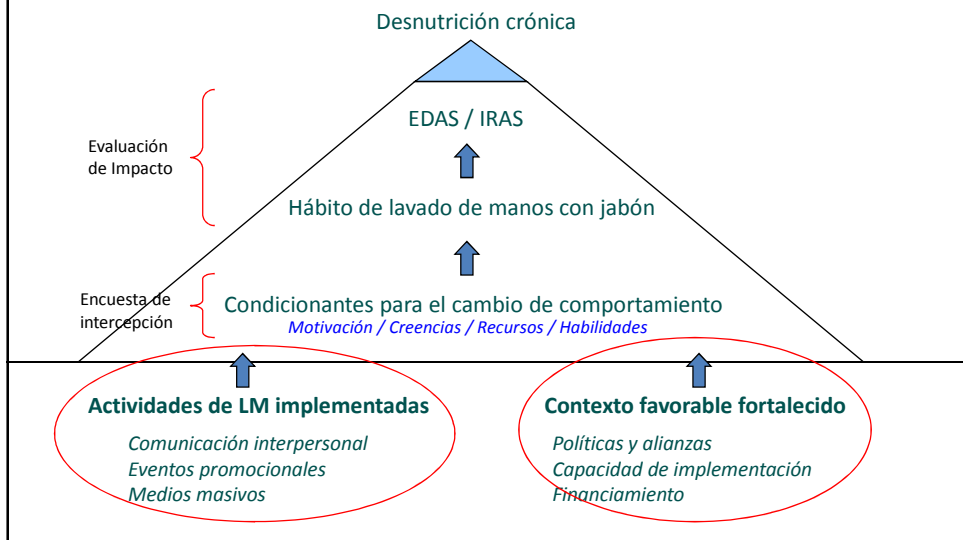 Desnutrición crónica
EDAS / IRAS
Evaluación
de Impacto
Hábito de lavado de manos con jabón
Encuesta de
intercepción
Condicionantes para el cambio de comportamiento
Motivación / Creencias / Recursos / Habilidades
Actividades de LM implementadas
Comunicación interpersonal
Eventos promocionales
Medios masivos
Contexto favorable fortalecido
Políticas y alianzas
Capacidad de implementación
Financiamiento